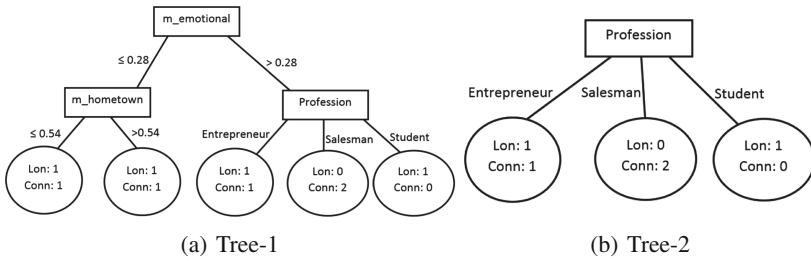 m_emotional
≤ 0.28
> 0.28
m_hometown
Profession
≤ 0.54
>0.54
Entrepreneur
Salesman
Student
Lon: 1
Conn: 1
Lon: 1
Conn: 1
Lon: 1
Conn: 1
Lon: 0
Conn: 2
Lon: 1
Conn: 0
(a) Tree-1
Profession
Entrepreneur
Salesman
Student
Lon: 1
Conn: 1
Lon: 0
Conn: 2
Lon: 1
Conn: 0
(b) Tree-2